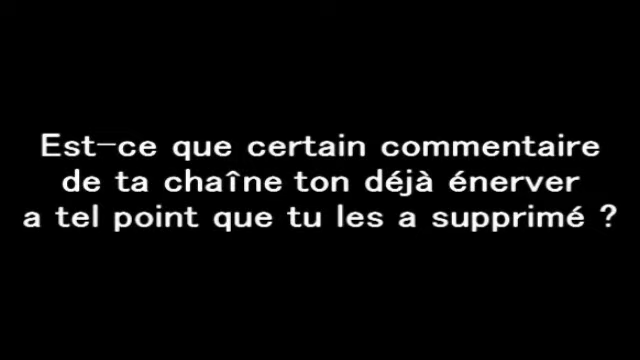 Est-ce que certain commentaire
de ta chaîne ton déjà énerver
a tel point que tu les a supprimé ?